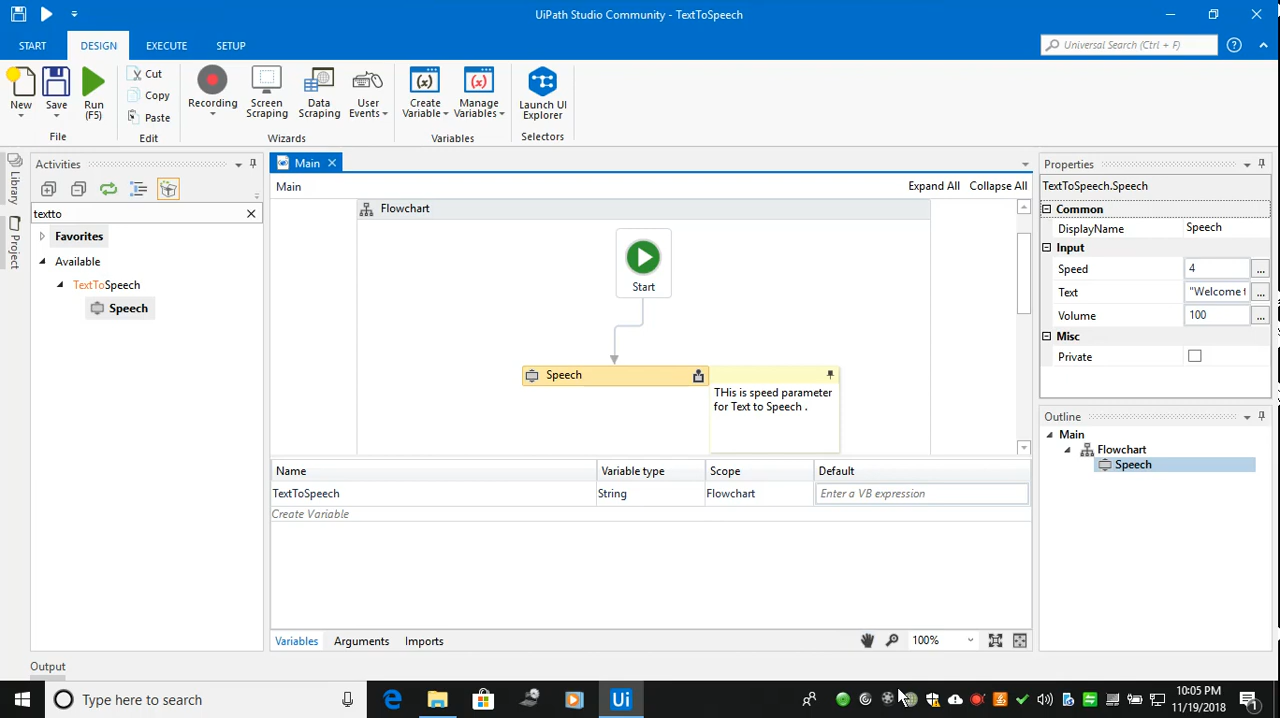 UiPath Studio Community - TextToSpeech
START
DESIGN
EXECUTE
SETUP
Universal Search (Ctrl + F)
New
Save
Run
(F5)
Cut
Copy
Paste
Recording
Screen
Scraping
Data
Scraping
User
Events
Create
Variable
Manage
Variables
Launch UI
Explorer
File
Edit
Wizards
Variables
Selectors
Library
Project
Activities
textto
Favorites
Available
TextToSpeech
Speech
Main
Main
Expand All
Collapse All
Flowchart
Start
Speech
THis is speed parameter
for Text to Speech .
Name
Variable type
Scope
Default
TextToSpeech
String
Flowchart
Enter a VB expression
Create Variable
Variables
Arguments
Imports
100%
Properties
TextToSpeech.Speech
Common
DisplayName
Speech
Input
Speed
4
...
Text
"Welcome t
...
Volume
100
...
Misc
Private
Outline
Main
Flowchart
Speech
Output
Type here to search
Ui
10:05 PM
11/19/2018
1